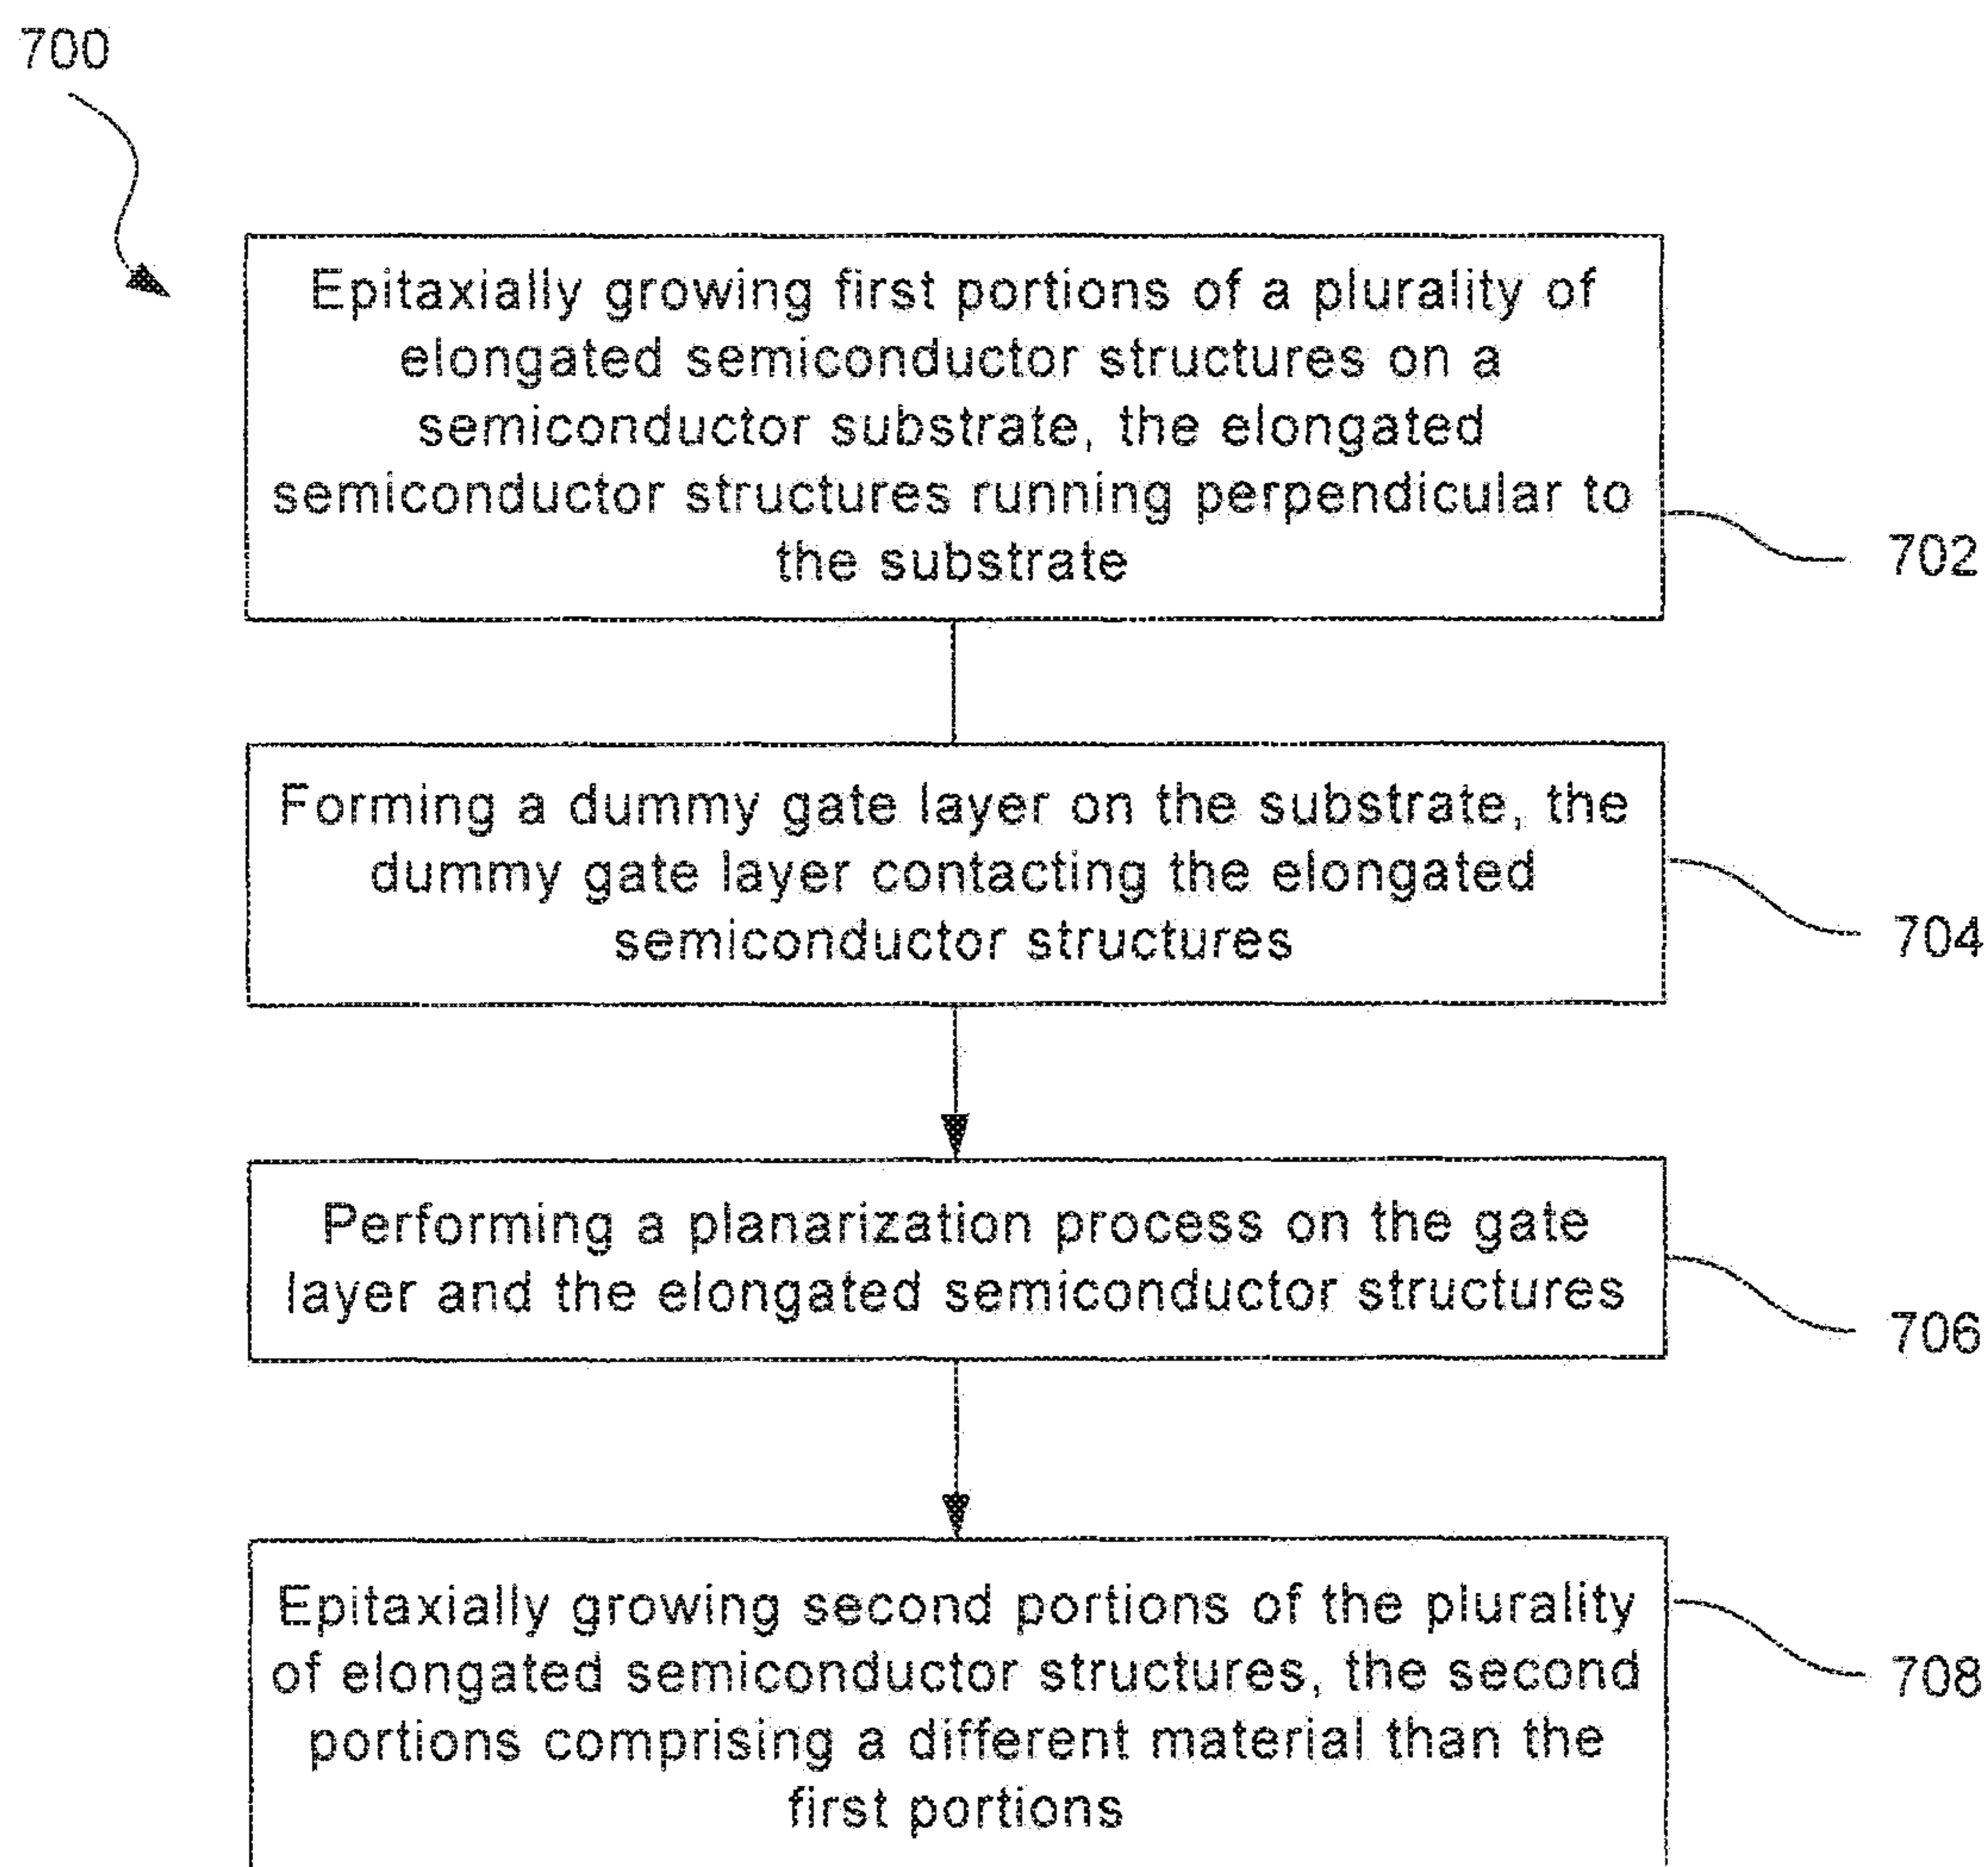 700
Epitaxially growing first portions of a plurality of
elongated semiconductor structures on a
semiconductor substrate, the elongated
semiconductor structures running perpendicular to
the substrate
702
Forming a dummy gate layer on the substrate, the
dummy gate layer contacting the elongated
semiconductor structures
704
Performing a planarization process on the gate
layer and the elongated semiconductor structures
706
Epitaxially growing second portions of the plurality
of elongated semiconductor structures, the second
portions comprising a different material than the
first portions
708